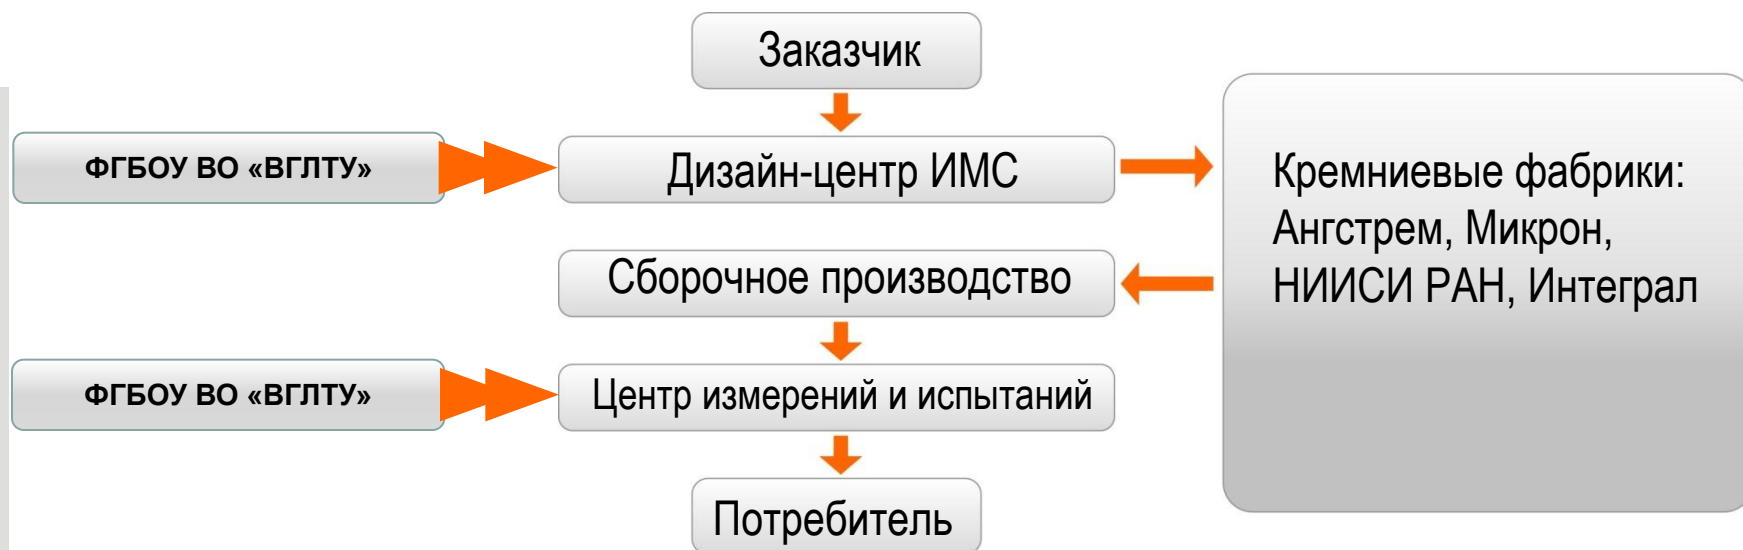 Заказчик
ФГБОУ ВО «ВГЛТУ»
Дизайн-центр ИМС
Кремниевые фабрики:
Ангстрем, Микрон,
НИИСИ РАН, Интеграл
Сборочное производство
ФГБОУ ВО «ВГЛТУ»
Центр измерений и испытаний
Потребитель